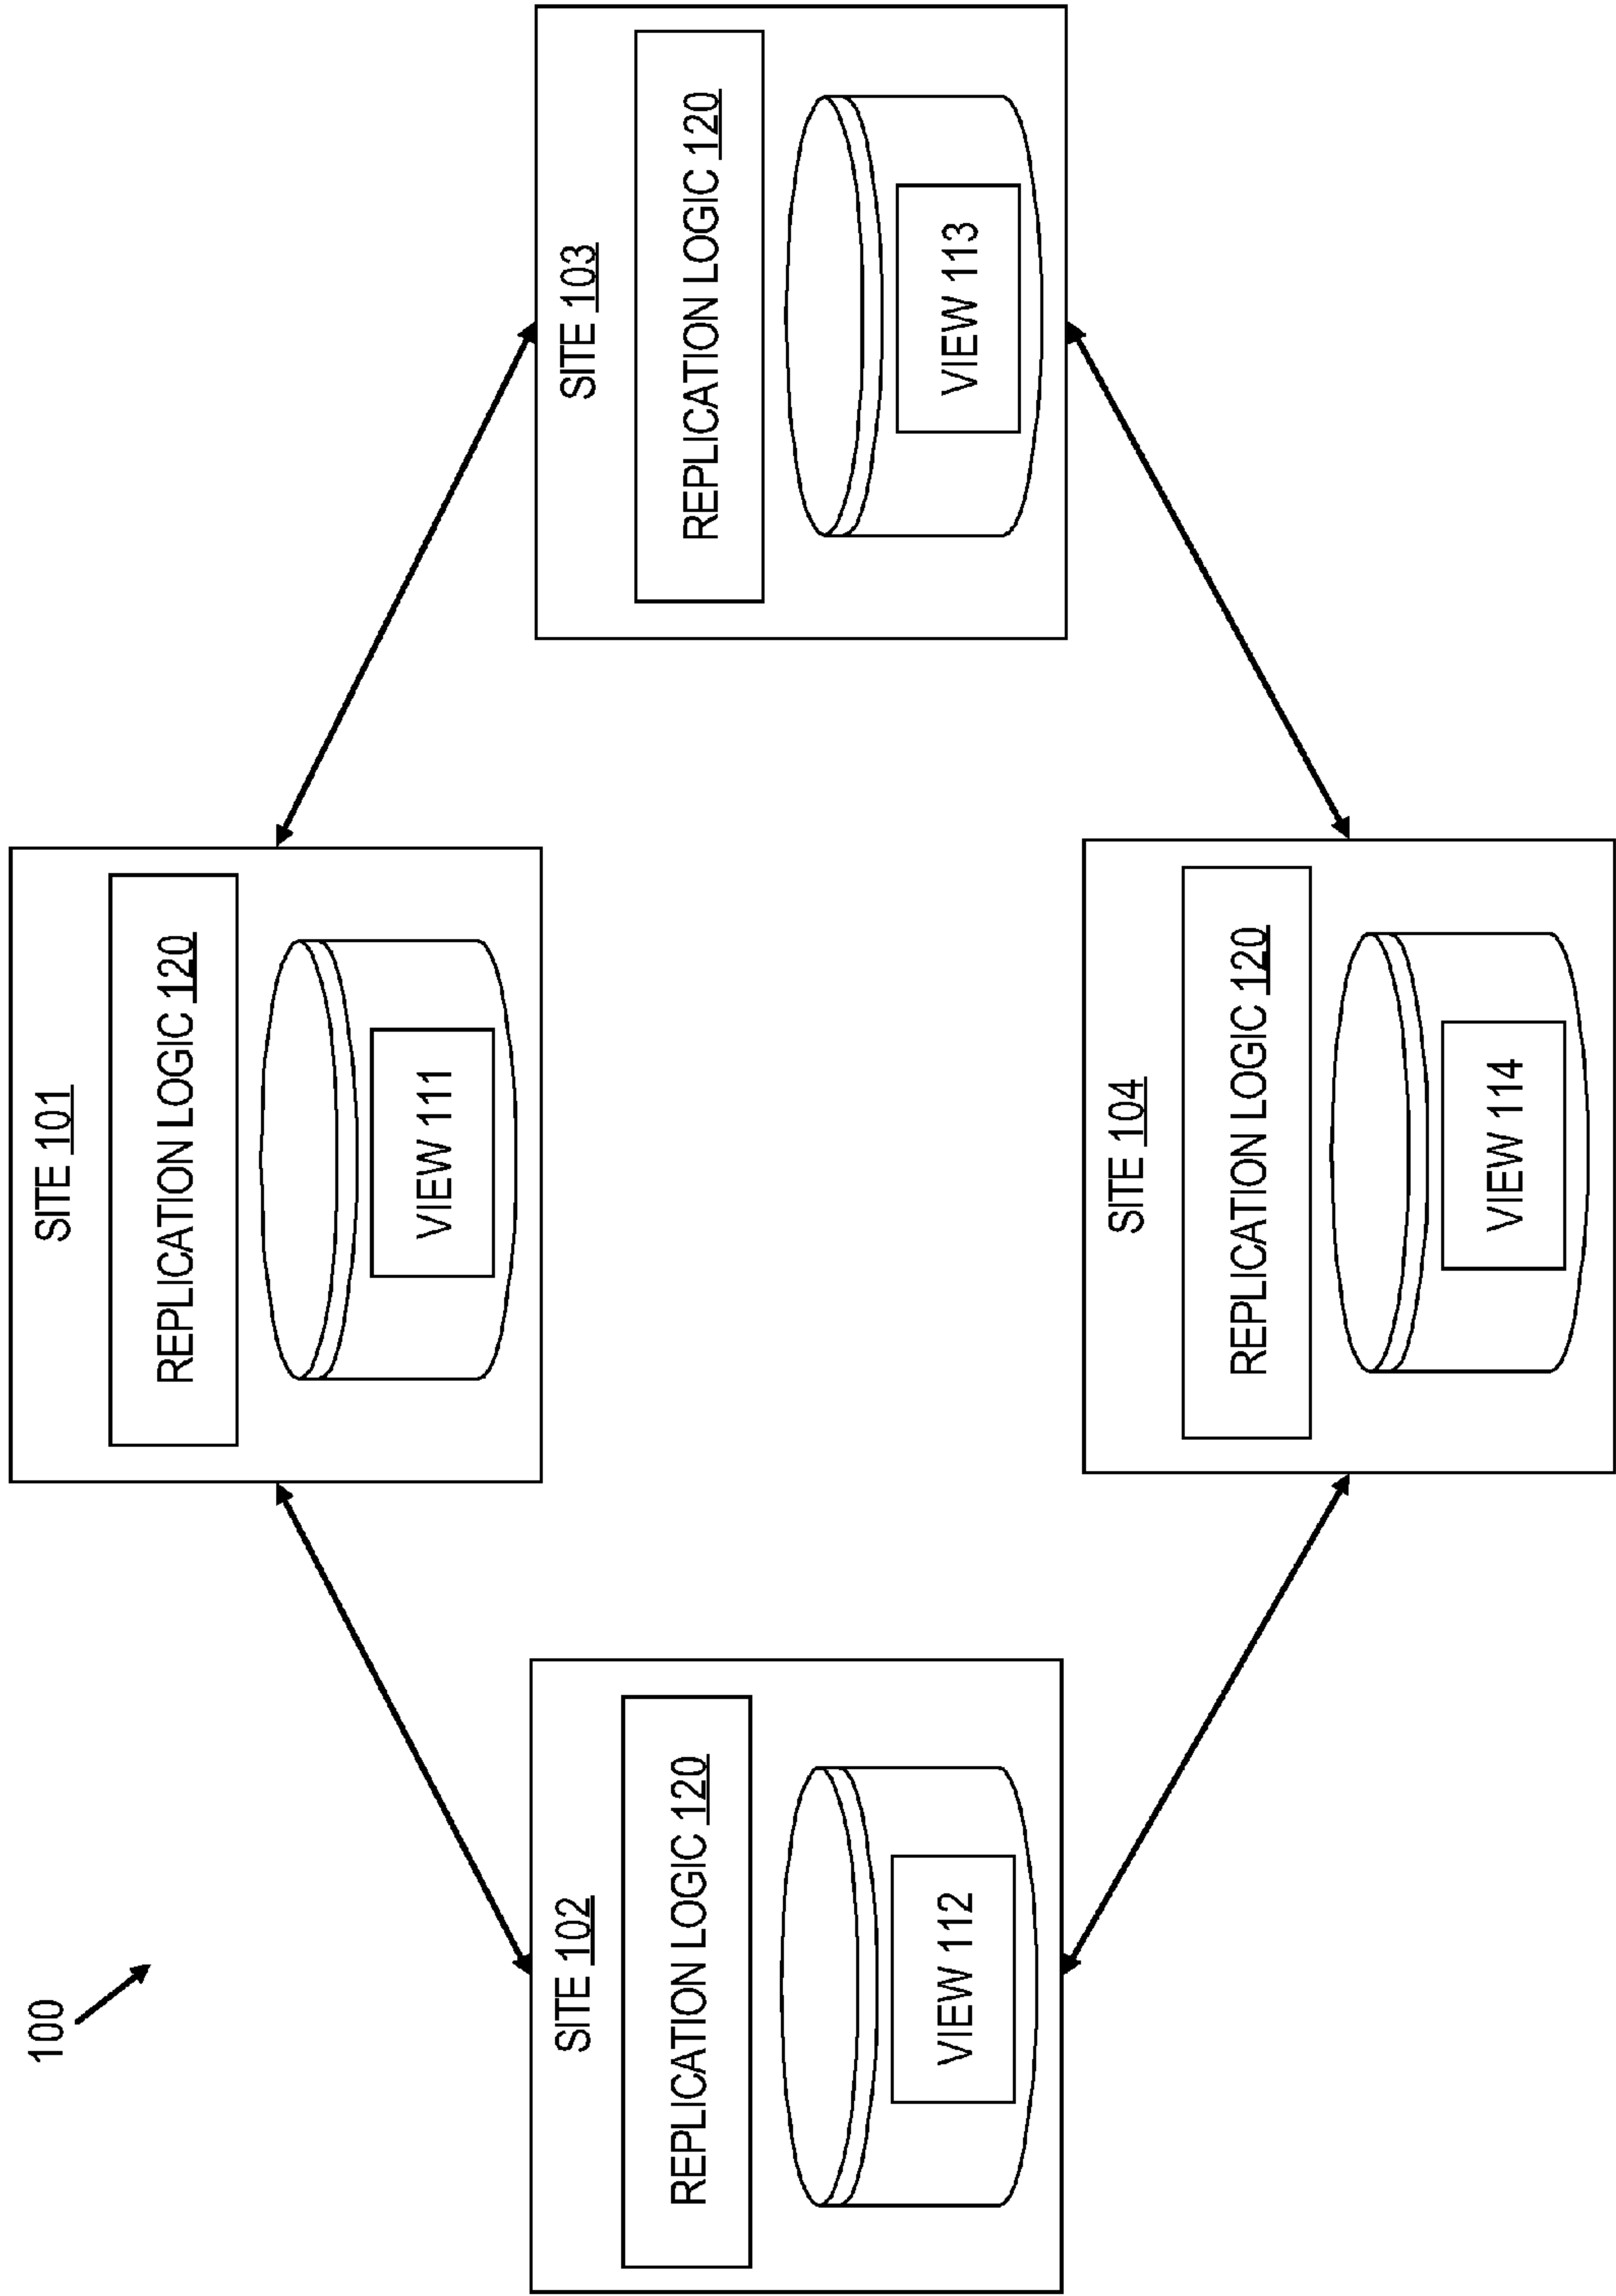 100
SITE 101
REPLICATION LOGIC 120
VIEW 111
SITE 102
REPLICATION LOGIC 120
VIEW 112
SITE 103
REPLICATION LOGIC 120
VIEW 113
SITE 104
REPLICATION LOGIC 120
VIEW 114